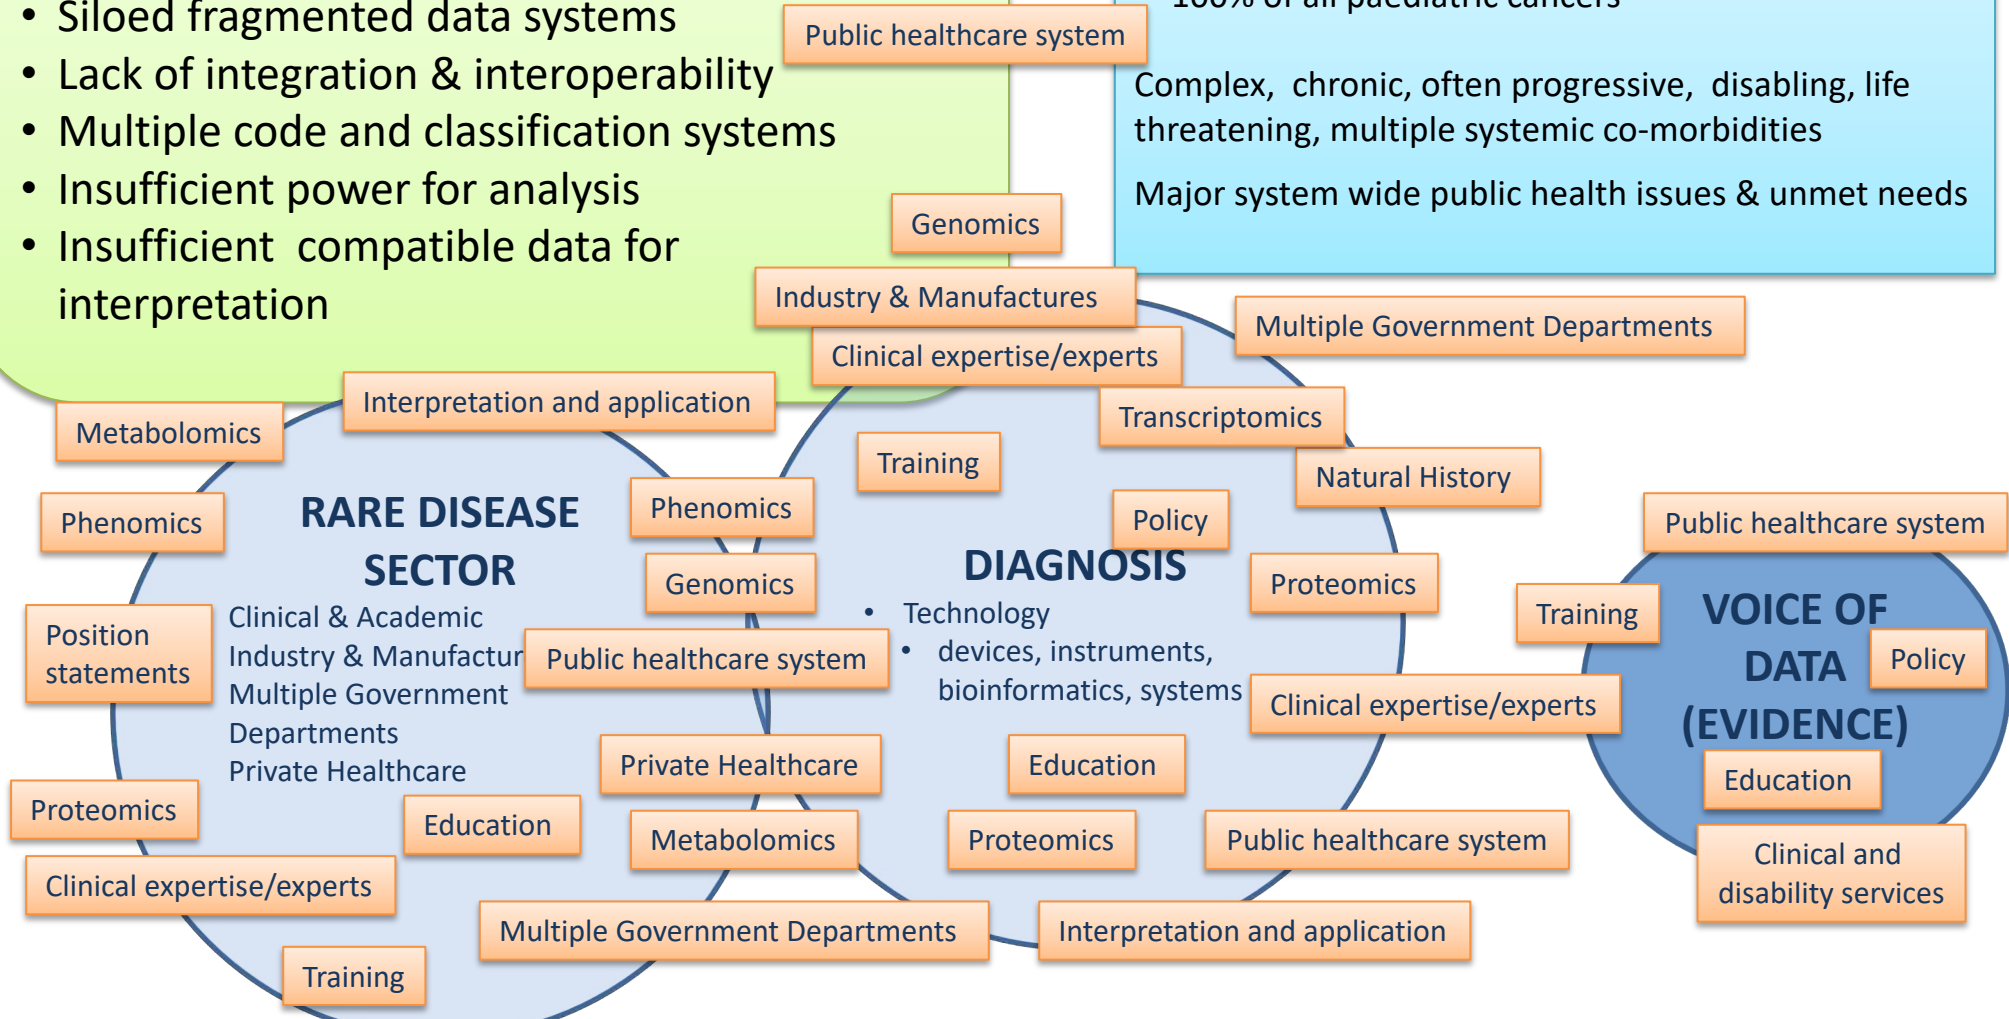 • Siloed fragmented data systems
• Lack of integration & interoperability
• Multiple code and classification systems
• Insufficient power for analysis
• Insufficient compatible data for
interpretation
Public healthcare system
100% of all paediatric cancers
Complex, chronic, often progressive, disabling, life
threatening, multiple systemic co-morbidities
Major system wide public health issues & unmet needs
Genomics
Industry & Manufactures
Multiple Government Departments
Clinical expertise/experts
Interpretation and application
Transcriptomics
Metabolomics
Training
Natural History
Phenomics
RARE DISEASE
SECTOR
Phenomics
Policy
Public healthcare system
Genomics
DIAGNOSIS
Proteomics
Position
statements
Clinical & Academic
Industry & Manufactur
Multiple Government
Departments
Private Healthcare
Public healthcare system
• Technology
• devices, instruments,
bioinformatics, systems
Training
VOICE OF
DATA
(EVIDENCE)
Policy
Clinical expertise/experts
Private Healthcare
Education
Education
Proteomics
Education
Metabolomics
Proteomics
Public healthcare system
Clinical and
disability services
Clinical expertise/experts
Multiple Government Departments
Interpretation and application
Training